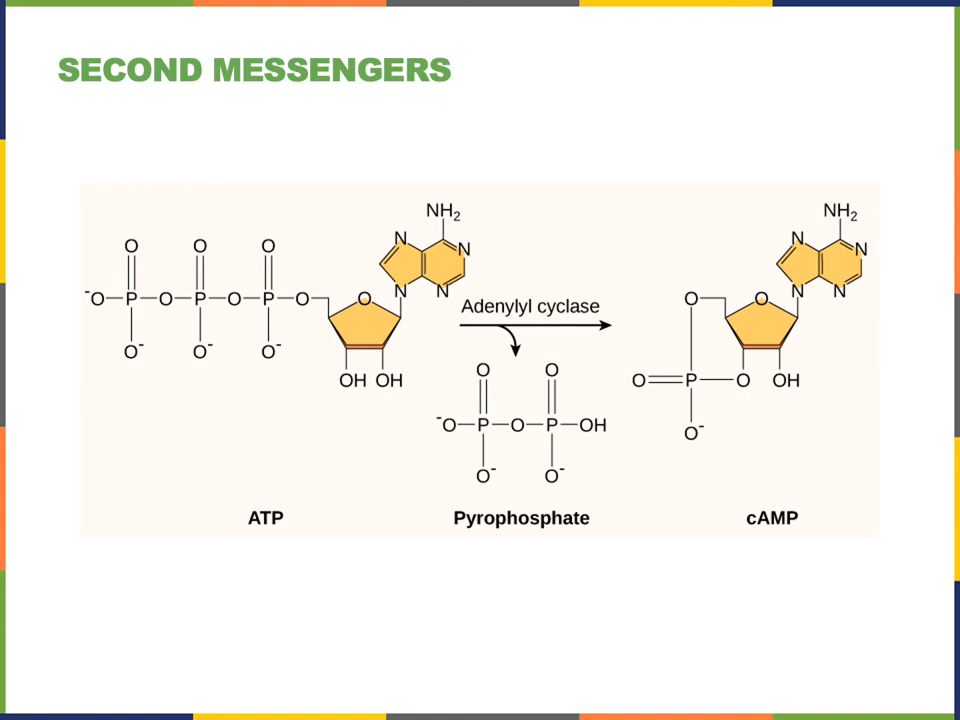 SECOND MESSENGERS
NH2
N
N
N
N
O
O
O
-O P O P O P O
O
O-
O-
O-
OH OH
Adenylyl cyclase
O
O
-O P O P OH
O-
O-
NH2
N
N
N
N
O
O
O P O OH
O-
ATP
Pyrophosphate
cAMP